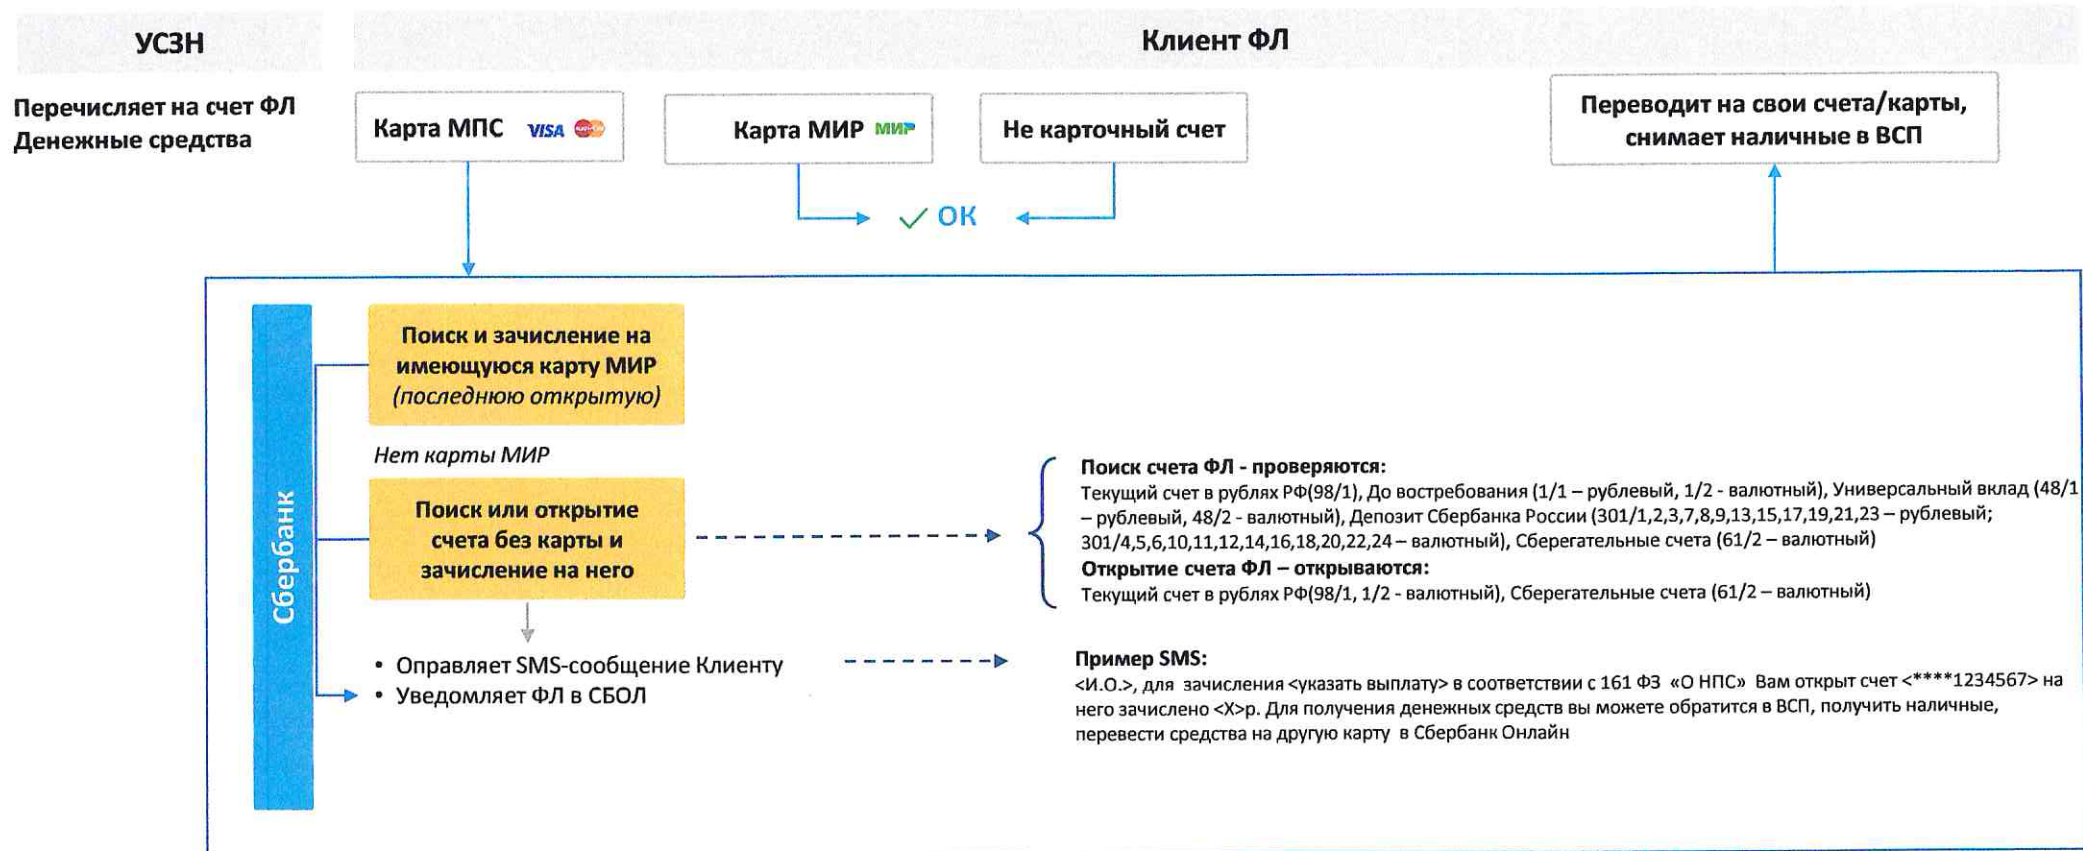 УСЗН
Клиент ФЛ
Перечисляет на счет ФЛ
Денежные средства
Карта МПС VISA
Карта МИР МИР
Не карточный счет
Переводит на свои счета/карты,
снимает наличные в ВСП
ОК
Сбербанк
Поиск и зачисление на
имеющуюся карту МИР
(последнюю открытую)
Нет карты МИР
Поиск или открытие
счета без карты и
зачисление на него
• Оправляет SMS-сообщение Клиенту
• Уведомляет ФЛ в СБОЛ
Поиск счета ФЛ - проверяются:
Текущий счет в рублях РФ(98/1), До востребования (1/1 – рублевый, 1/2 - валютный), Универсальный вклад (48/1
– рублевый, 48/2 - валютный), Депозит Сбербанка России (301/1,2,3,7,8,9,13,15,17,19,21,23 – рублевый;
301/4,5,6,10,11,12,14,16,18,20,22,24 – валютный), Сберегательные счета (61/2 – валютный)
Открытие счета ФЛ – открываются:
Текущий счет в рублях РФ(98/1, 1/2 - валютный), Сберегательные счета (61/2 – валютный)
Пример SMS:
<И.О.>, для зачисления <указать выплату> в соответствии с 161 ФЗ «О НПС» Вам открыт счет <****1234567> на
него зачислено <X>р. Для получения денежных средств вы можете обратится в ВСП, получить наличные,
перевести средства на другую карту в Сбербанк Онлайн